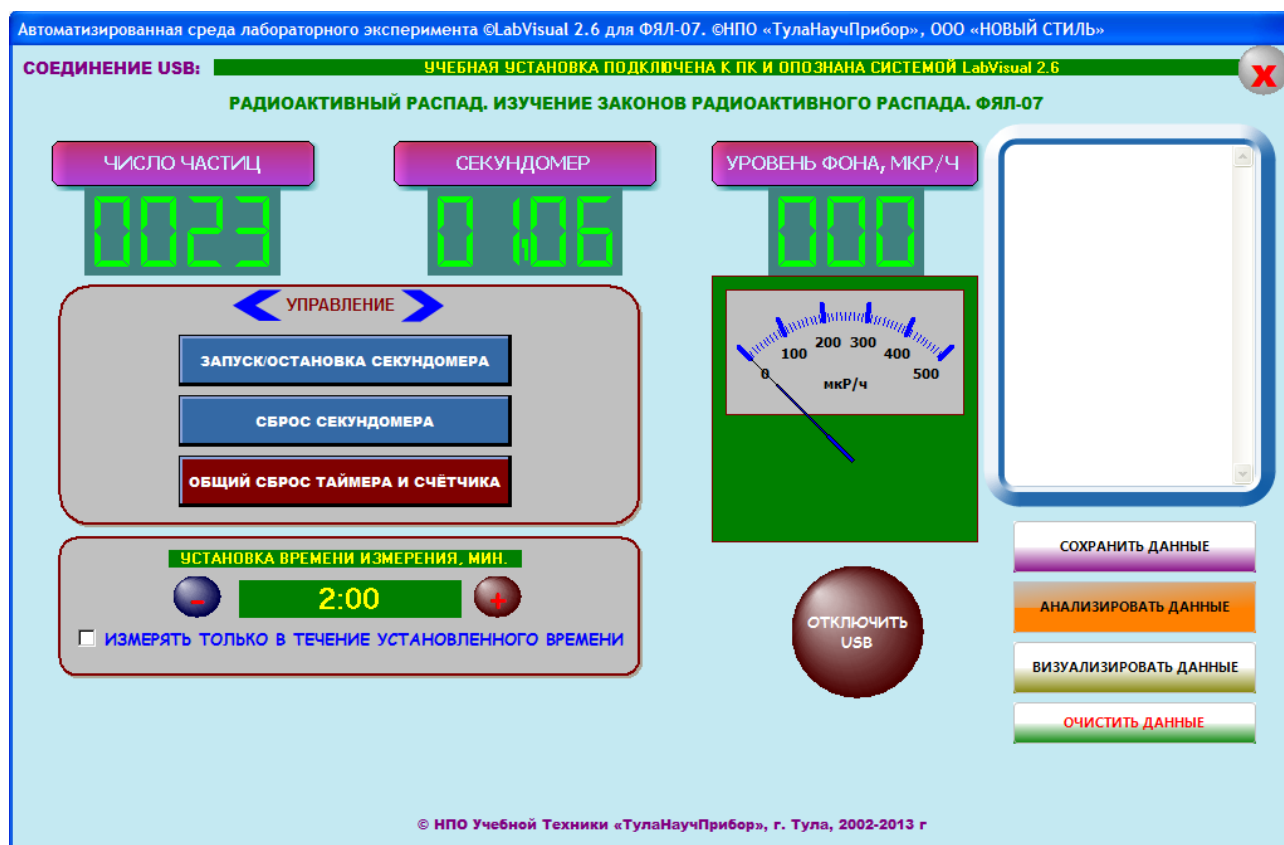 Автоматизированная среда лабораторного эксперимента ©LabVisual 2.6 для ФЯЛ-07. ©НПО «ТулаНаучПрибор», ООО «НОВЫЙ СТИЛЬ»
СОЕДИНЕНИЕ USB: УЧЕБНАЯ УСТАНОВКА ПОДКЛЮЧЕНА К ПК И ОПОЗНАНА СИСТЕМОЙ LabVisual 2.6
X
РАДИОАКТИВНЫЙ РАСПАД. ИЗУЧЕНИЕ ЗАКОНОВ РАДИОАКТИВНОГО РАСПАДА. ФЯЛ-07
ЧИСЛО ЧАСТИЦ СЕКУНДОМЕР УРОВЕНЬ ФОНА, МКР/Ч
0023 01,06 000
УПРАВЛЕНИЕ
ЗАПУСК/ОСТАНОВКА СЕКУНДОМЕРА
СБРОС СЕКУНДОМЕРА
ОБЩИЙ СБРОС ТАЙМЕРА И СЧЁТЧИКА
0 100 200 300 400 500
мкР/ч
УСТАНОВКА ВРЕМЕНИ ИЗМЕРЕНИЯ, МИН.
- 2:00 +
ИЗМЕРЯТЬ ТОЛЬКО В ТЕЧЕНИЕ УСТАНОВЛЕННОГО ВРЕМЕНИ
ОТКЛЮЧИТЬ
USB
СОХРАНИТЬ ДАННЫЕ
АНАЛИЗИРОВАТЬ ДАННЫЕ
ВИЗУАЛИЗИРОВАТЬ ДАННЫЕ
ОЧИСТИТЬ ДАННЫЕ
© НПО Учебной Техники «ТулаНаучПрибор», г. Тула, 2002-2013 г